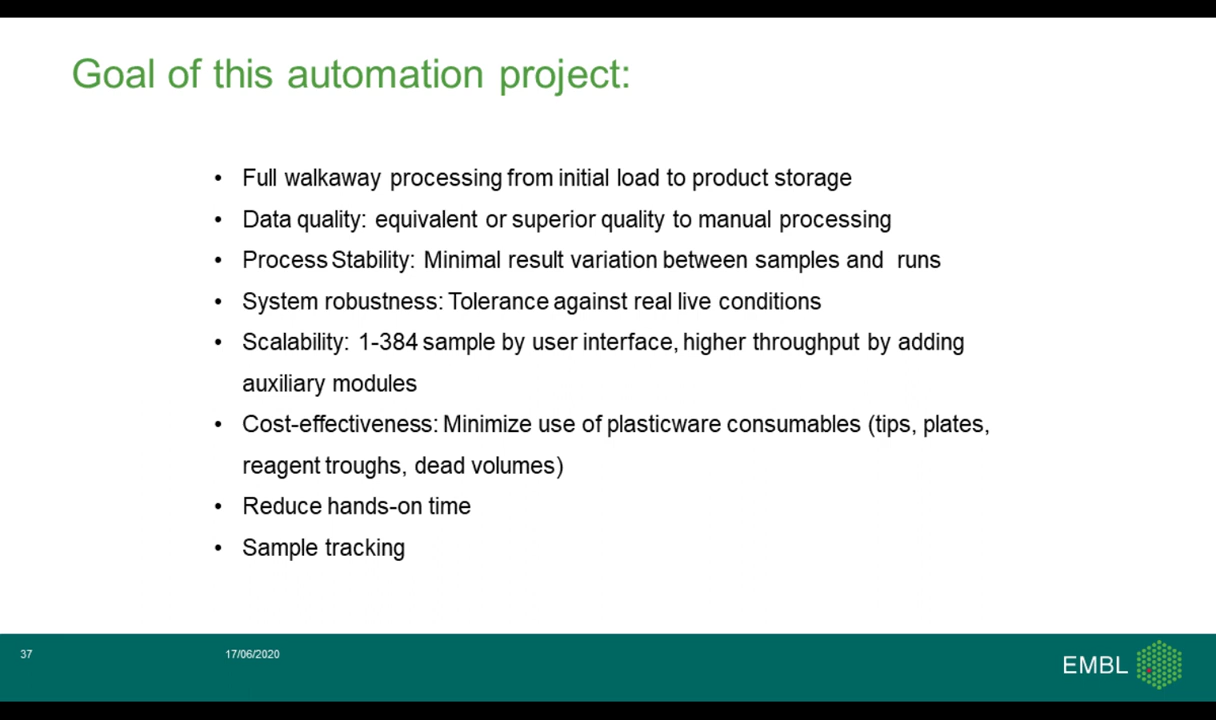 Goal of this automation project:
• Full walkaway processing from initial load to product storage
• Data quality: equivalent or superior quality to manual processing
• Process Stability: Minimal result variation between samples and runs
• System robustness: Tolerance against real live conditions
• Scalability: 1-384 sample by user interface, higher throughput by adding
auxiliary modules
• Cost-effectiveness: Minimize use of plasticware consumables (tips, plates,
reagent troughs, dead volumes)
• Reduce hands-on time
• Sample tracking
37
17/06/2020
EMBL